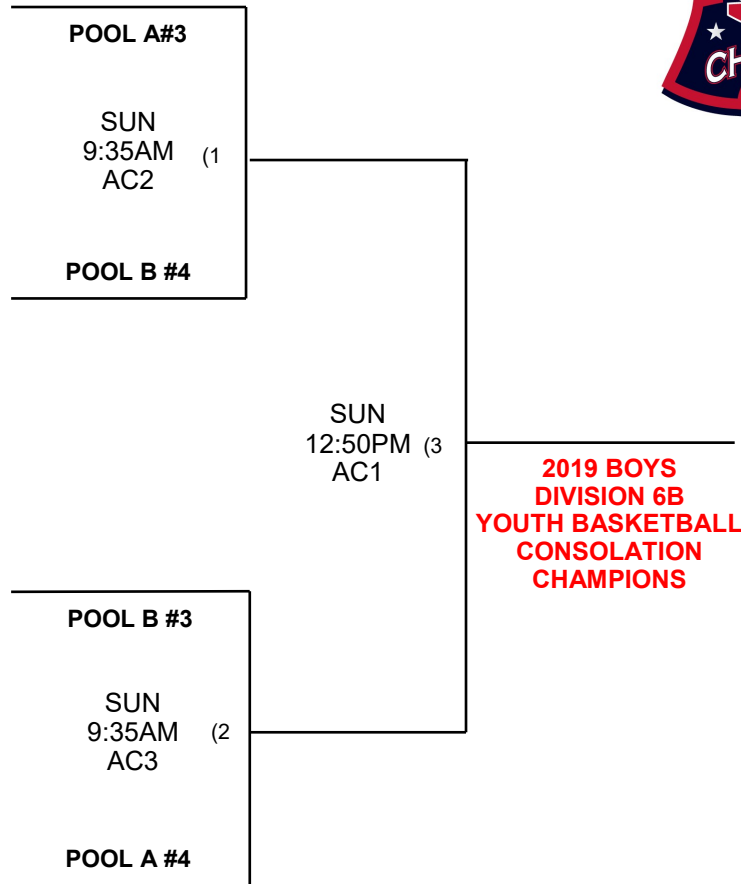 POOL A#3
SUN
9:35AM (1
AC2
POOL B #4
SUN
12:50PM (3
AC1
2019 BOYS
DIVISION 6B
YOUTH BASKETBALL
CONSOLATION
CHAMPIONS
POOL B #3
SUN
9:35AM (2
AC3
POOL A #4